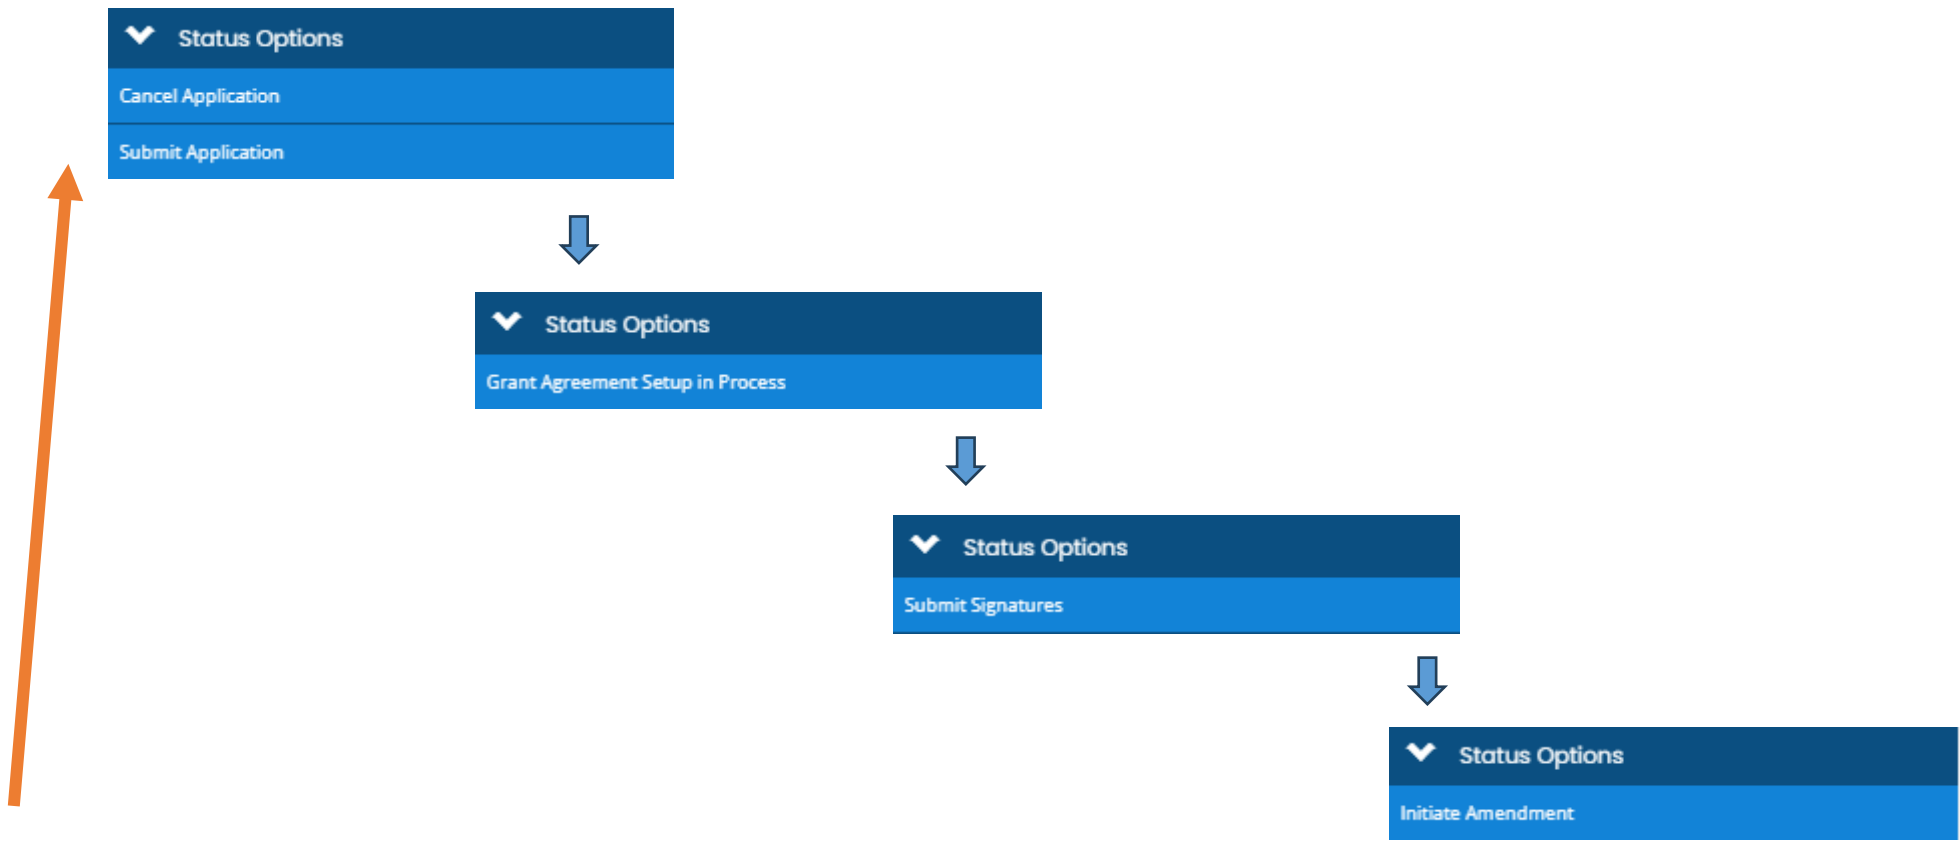 Status Options
Cancel Application
Submit Application
Status Options
Grant Agreement Setup in Process
Status Options
Submit Signatures
Status Options
Initiate Amendment